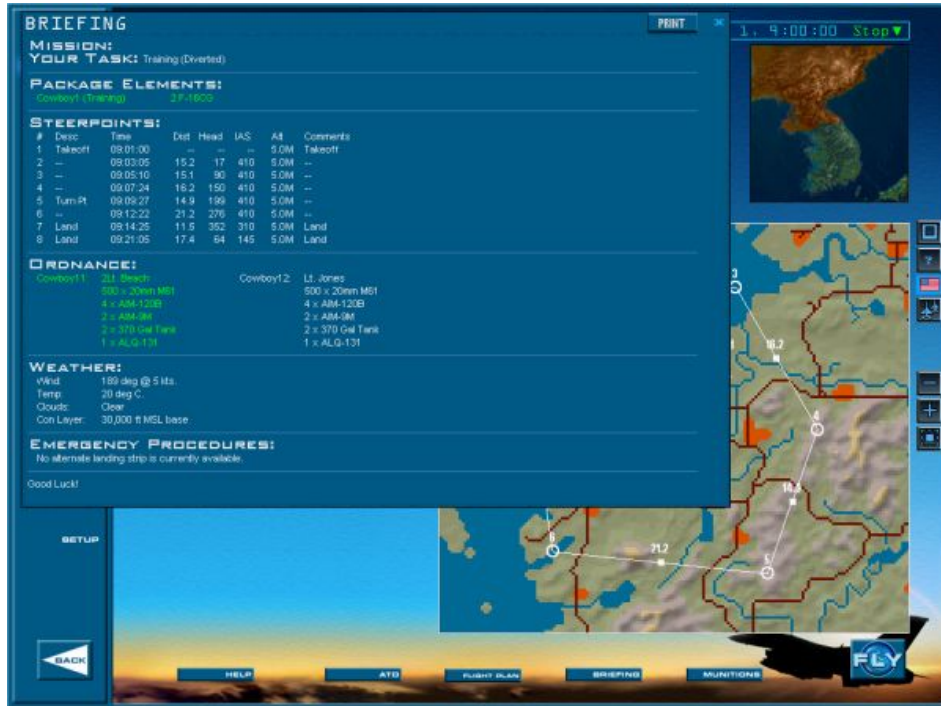 BRIEFING
PRINT
×
1, 9:00:00 Stop
MISSION:
YOUR TASK: Training (Diverted)
PACKAGE ELEMENTS:
Cowboy1 (Training) 2 F-16CG
STEERPOINTS:
# Desc Time Dist Head IAS Alt Comments
1 Takeoff 09:01:00 -- -- -- 5.0M Takeoff
2 -- 09:03:05 15.2 17 410 5.0M --
3 -- 09:05:10 15.1 90 410 5.0M --
4 -- 09:07:24 16.2 150 410 5.0M --
5 Turn Pt 09:09:27 14.9 199 410 5.0M --
6 -- 09:12:22 21.2 276 410 5.0M --
7 Land 09:14:25 11.5 352 310 5.0M Land
8 Land 09:21:05 17.4 64 145 5.0M Land
ORDNANCE:
Cowboy11: 2Lt. Beach Cowboy12: Lt. Jones
500 x 20mm M61 500 x 20mm M61
4 x AIM-120B 4 x AIM-120B
2 x AIM-9M 2 x AIM-9M
2 x 370 Gal Tank 2 x 370 Gal Tank
1 x ALQ-131 1 x ALQ-131
WEATHER:
Wind: 189 deg @ 5 kts.
Temp: 20 deg C.
Clouds: Clear
Con Layer: 30,000 ft MSL base
EMERGENCY PROCEDURES:
No alternate landing strip is currently available.
Good Luck!
3
16.2
4
6
21.2
5
SETUP
BACK
HELP
ATO
FLIGHT PLAN
BRIEFING
MUNITIONS
FLY